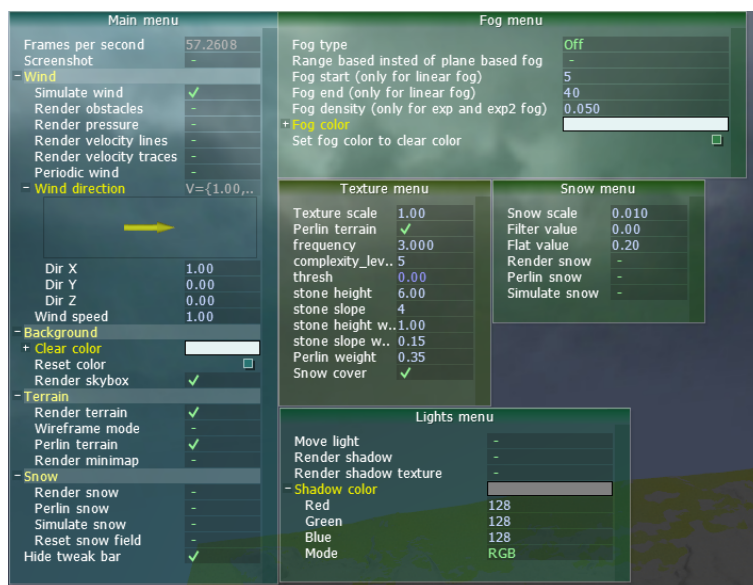 Main menu
Frames per second 57.2608
Screenshot -
- Wind
Simulate wind ✓
Render obstacles -
Render pressure -
Render velocity lines -
Render velocity traces -
Periodic wind -
- Wind direction V={1.00,..
Dir X 1.00
Dir Y 0.00
Dir Z 0.00
Wind speed 1.00
- Background
+ Clear color
Reset color
Render skybox ✓
- Terrain
Render terrain ✓
Wireframe mode -
Perlin terrain ✓
Render minimap -
- Snow
Render snow -
Perlin snow -
Simulate snow -
Reset snow field -
Hide tweak bar ✓
Fog menu
Fog type Off
Range based insted of plane based fog -
Fog start (only for linear fog) 5
Fog end (only for linear fog) 40
Fog density (only for exp and exp2 fog) 0.050
+ Fog color
Set fog color to clear color
Texture menu
Texture scale 1.00
Perlin terrain ✓
frequency 3.000
complexity_lev.. 5
thresh 0.00
stone height 6.00
stone slope 4
stone height w.. 1.00
stone slope w.. 0.15
Perlin weight 0.35
Snow cover ✓
Snow menu
Snow scale 0.010
Filter value 0.00
Flat value 0.20
Render snow -
Perlin snow -
Simulate snow -
Lights menu
Move light -
Render shadow -
Render shadow texture -
- Shadow color
Red 128
Green 128
Blue 128
Mode RGB